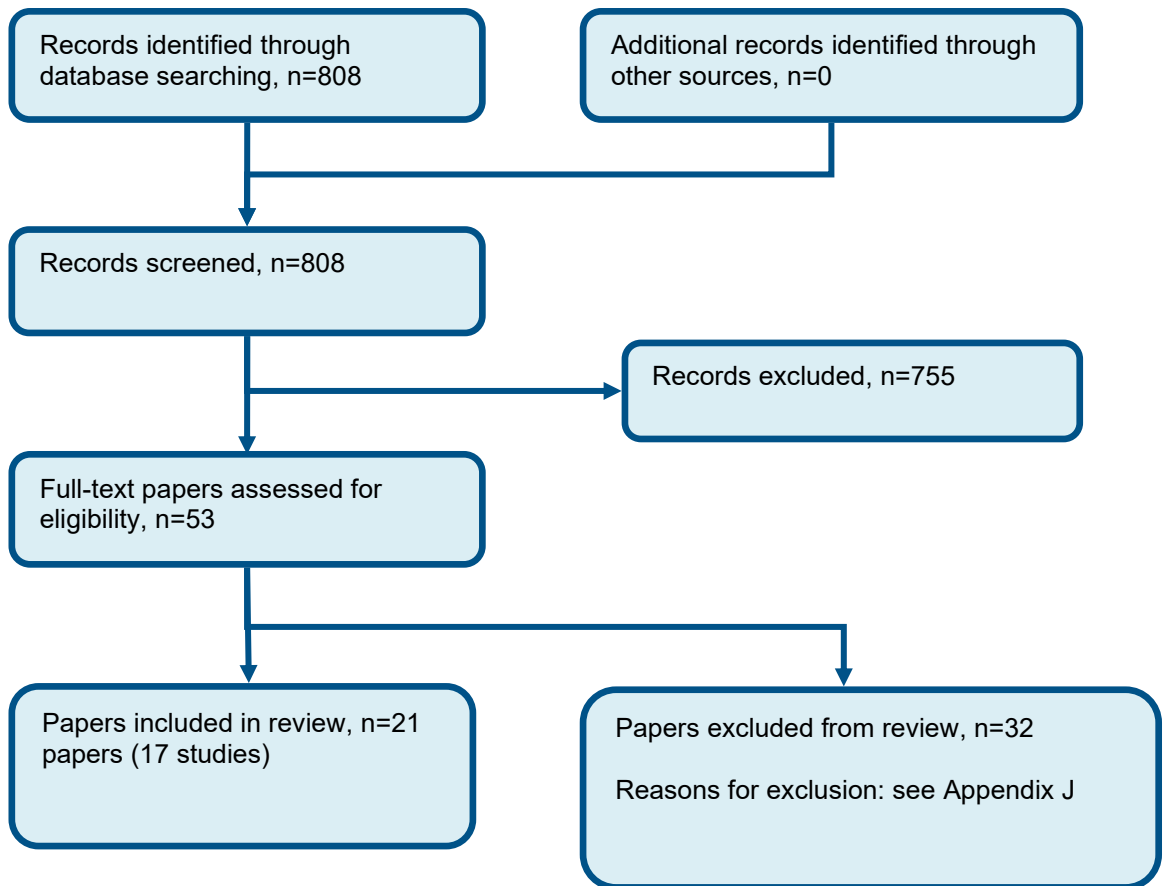 Records identified through
database searching, n=808
Additional records identified through
other sources, n=0
Records screened, n=808
Records excluded, n=755
Full-text papers assessed for
eligibility, n=53
Papers included in review, n=21
papers (17 studies)
Papers excluded from review, n=32
Reasons for exclusion: see Appendix J